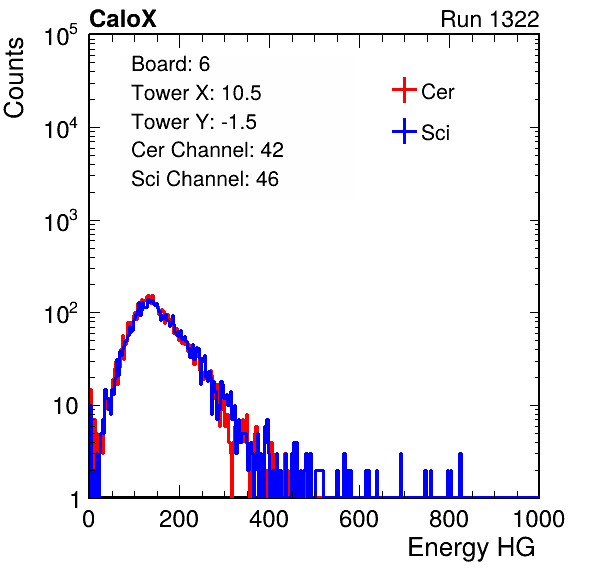 CaloX Run 1322
Counts
10^5
10^4
10^3
10^2
10
1
Board: 6
Tower X: 10.5
Tower Y: -1.5
Cer Channel: 42
Sci Channel: 46
Cer
Sci
0 200 400 600 800 1000
Energy HG